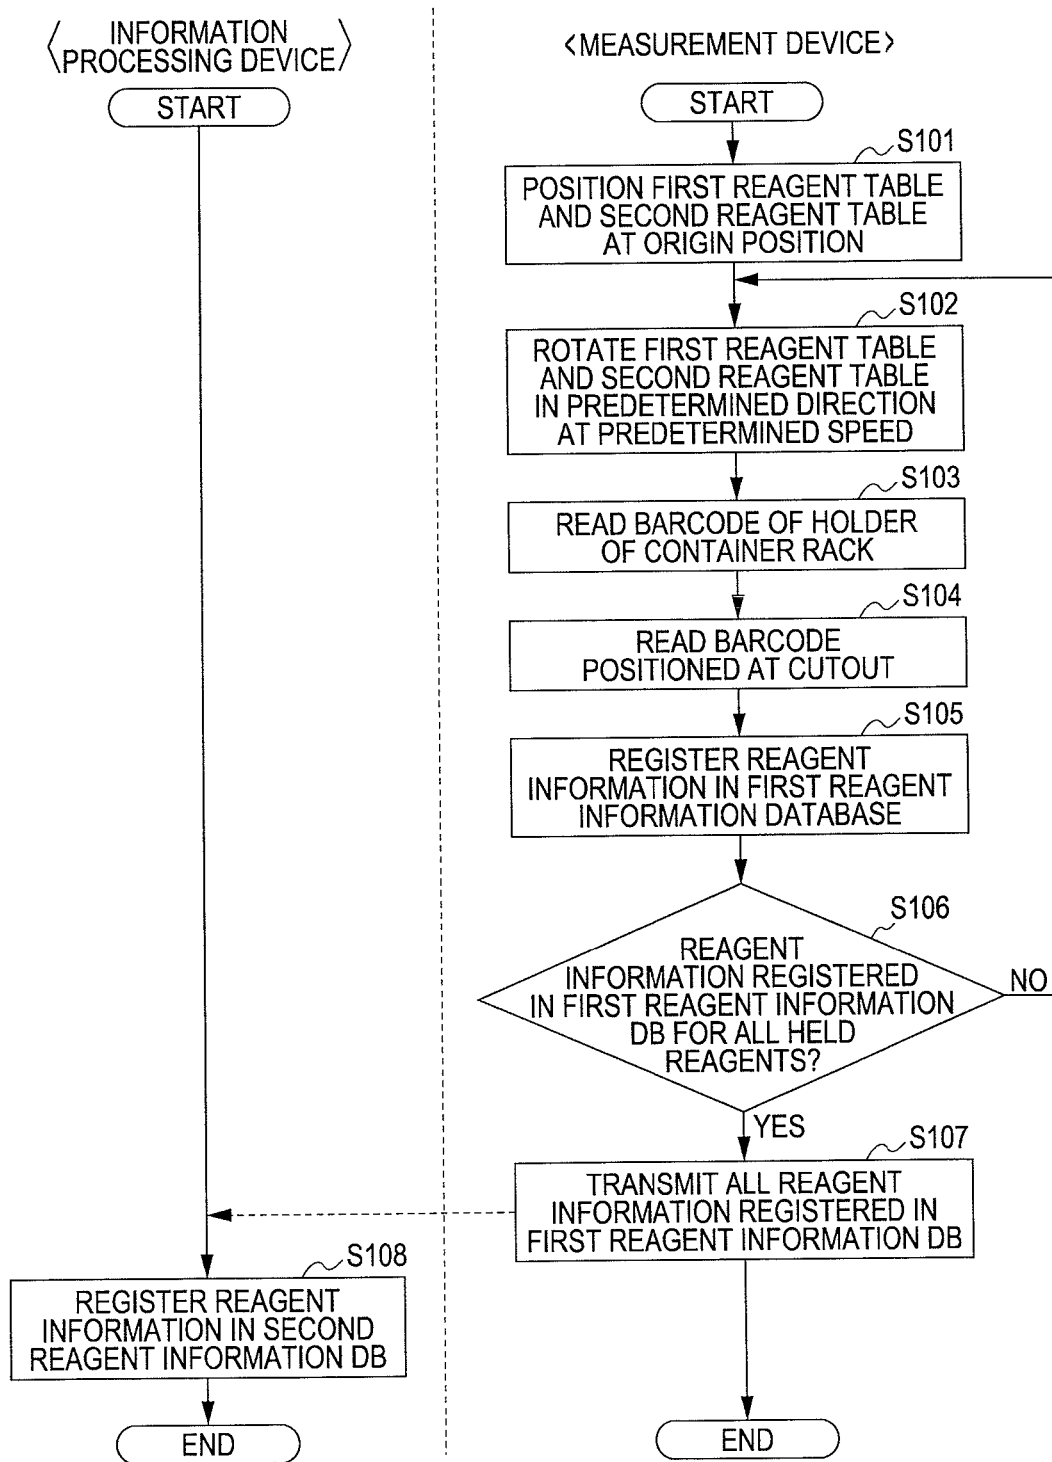 <INFORMATION
PROCESSING DEVICE>
START
<MEASUREMENT DEVICE>
START
S101
POSITION FIRST REAGENT TABLE
AND SECOND REAGENT TABLE
AT ORIGIN POSITION
S102
ROTATE FIRST REAGENT TABLE
AND SECOND REAGENT TABLE
IN PREDETERMINED DIRECTION
AT PREDETERMINED SPEED
S103
READ BARCODE OF HOLDER
OF CONTAINER RACK
S104
READ BARCODE
POSITIONED AT CUTOUT
S105
REGISTER REAGENT
INFORMATION IN FIRST REAGENT
INFORMATION DATABASE
S106
REAGENT
INFORMATION REGISTERED
IN FIRST REAGENT INFORMATION
DB FOR ALL HELD
REAGENTS?
NO
YES
S107
TRANSMIT ALL REAGENT
INFORMATION REGISTERED IN
FIRST REAGENT INFORMATION DB
S108
REGISTER REAGENT
INFORMATION IN SECOND
REAGENT INFORMATION DB
END
END